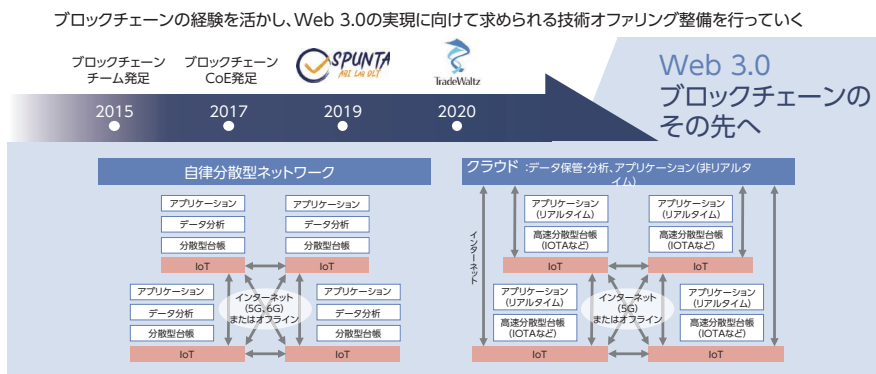 ブロックチェーンの経験を活かし、Web 3.0の実現に向けて求められる技術オファリング整備を行っていく
ブロックチェーン
チーム発足
ブロックチェーン
CoE発足
SPUNTA
ABI LAB DLT
TradeWaltz
2015
2017
2019
2020
Web 3.0
ブロックチェーンの
その先へ
自律分散型ネットワーク
アプリケーション
データ分析
分散型台帳
IoT
アプリケーション
データ分析
分散型台帳
IoT
アプリケーション
データ分析
分散型台帳
IoT
インターネット
(5G、6G)
またはオフライン
アプリケーション
データ分析
分散型台帳
IoT
クラウド:データ保管・分析、アプリケーション(非リアルタ
イム)
インターネット
アプリケーション
(リアルタイム)
高速分散型台帳
(IOTAなど)
IoT
アプリケーション
(リアルタイム)
高速分散型台帳
(IOTAなど)
IoT
アプリケーション
(リアルタイム)
高速分散型台帳
(IOTAなど)
IoT
インターネット
(5G)
またはオフライン
アプリケーション
(リアルタイム)
高速分散型台帳
(IOTAなど)
IoT